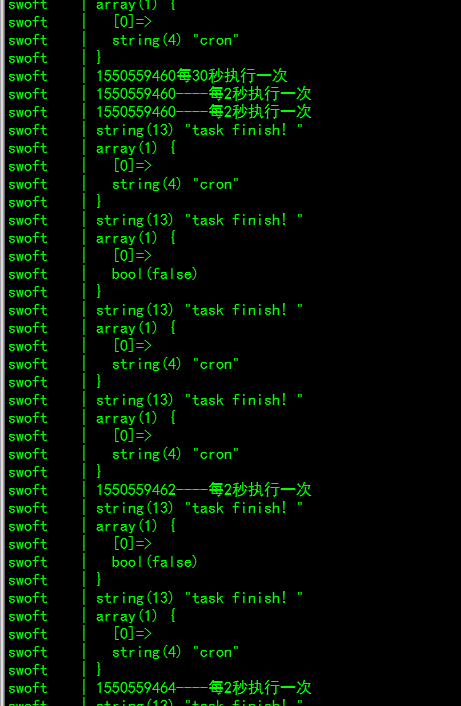 swoft    | array(1) {
swoft    |   [0]=>
swoft    |   string(4) "cron"
swoft    | }
swoft    | 1550559460每30秒执行一次
swoft    | 1550559460----每2秒执行一次
swoft    | 1550559460----每2秒执行一次
swoft    | string(13) "task finish! "
swoft    | array(1) {
swoft    |   [0]=>
swoft    |   string(4) "cron"
swoft    | }
swoft    | string(13) "task finish! "
swoft    | array(1) {
swoft    |   [0]=>
swoft    |   bool(false)
swoft    | }
swoft    | string(13) "task finish! "
swoft    | array(1) {
swoft    |   [0]=>
swoft    |   string(4) "cron"
swoft    | }
swoft    | string(13) "task finish! "
swoft    | array(1) {
swoft    |   [0]=>
swoft    |   string(4) "cron"
swoft    | }
swoft    | 1550559462----每2秒执行一次
swoft    | string(13) "task finish! "
swoft    | array(1) {
swoft    |   [0]=>
swoft    |   bool(false)
swoft    | }
swoft    | string(13) "task finish! "
swoft    | array(1) {
swoft    |   [0]=>
swoft    |   string(4) "cron"
swoft    | }
swoft    | 1550559464----每2秒执行一次
swoft    | string(13) "task finish! "